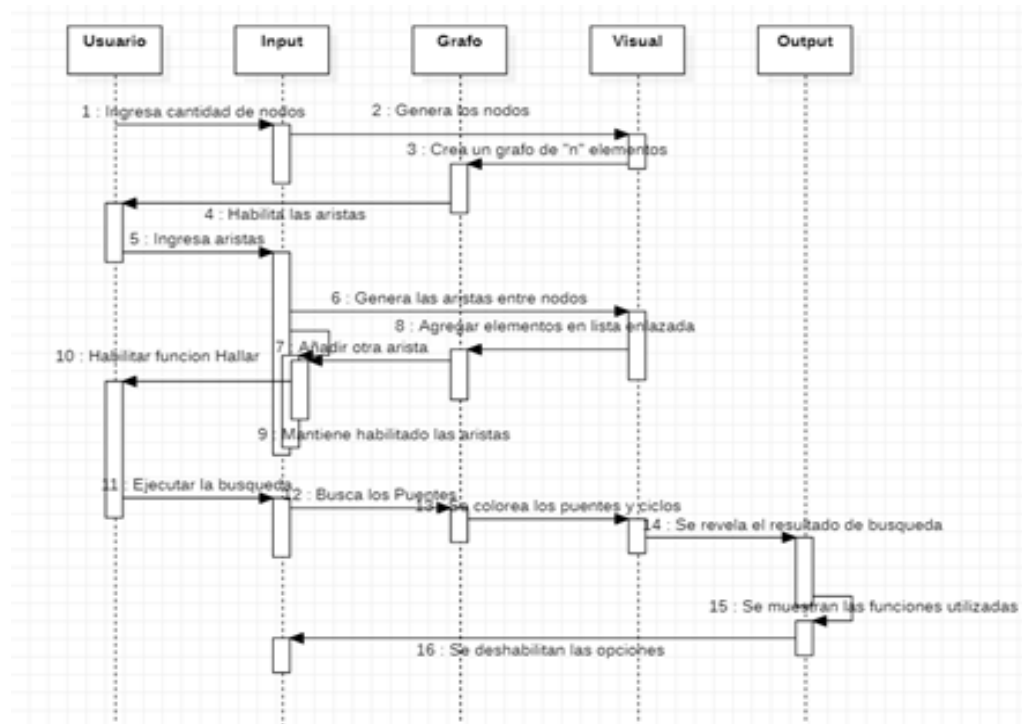 Usuario
Input
Grafo
Visual
Output
1 : Ingresa cantidad de nodos
2 : Genera los nodos
3 : Crea un grafo de "n" elementos
4 : Habilita las aristas
5 : Ingresa aristas
6 : Genera las aristas entre nodos
8 : Agregar elementos en lista enlazada
7 : Añadir otra arista
10 : Habilitar funcion Hallar
9 : Mantiene habilitado las aristas
11 : Ejecutar la busqueda
12 : Busca los Puentes
13 : Se colorea los puentes y ciclos
14 : Se revela el resultado de busqueda
15 : Se muestran las funciones utilizadas
16 : Se deshabilitan las opciones